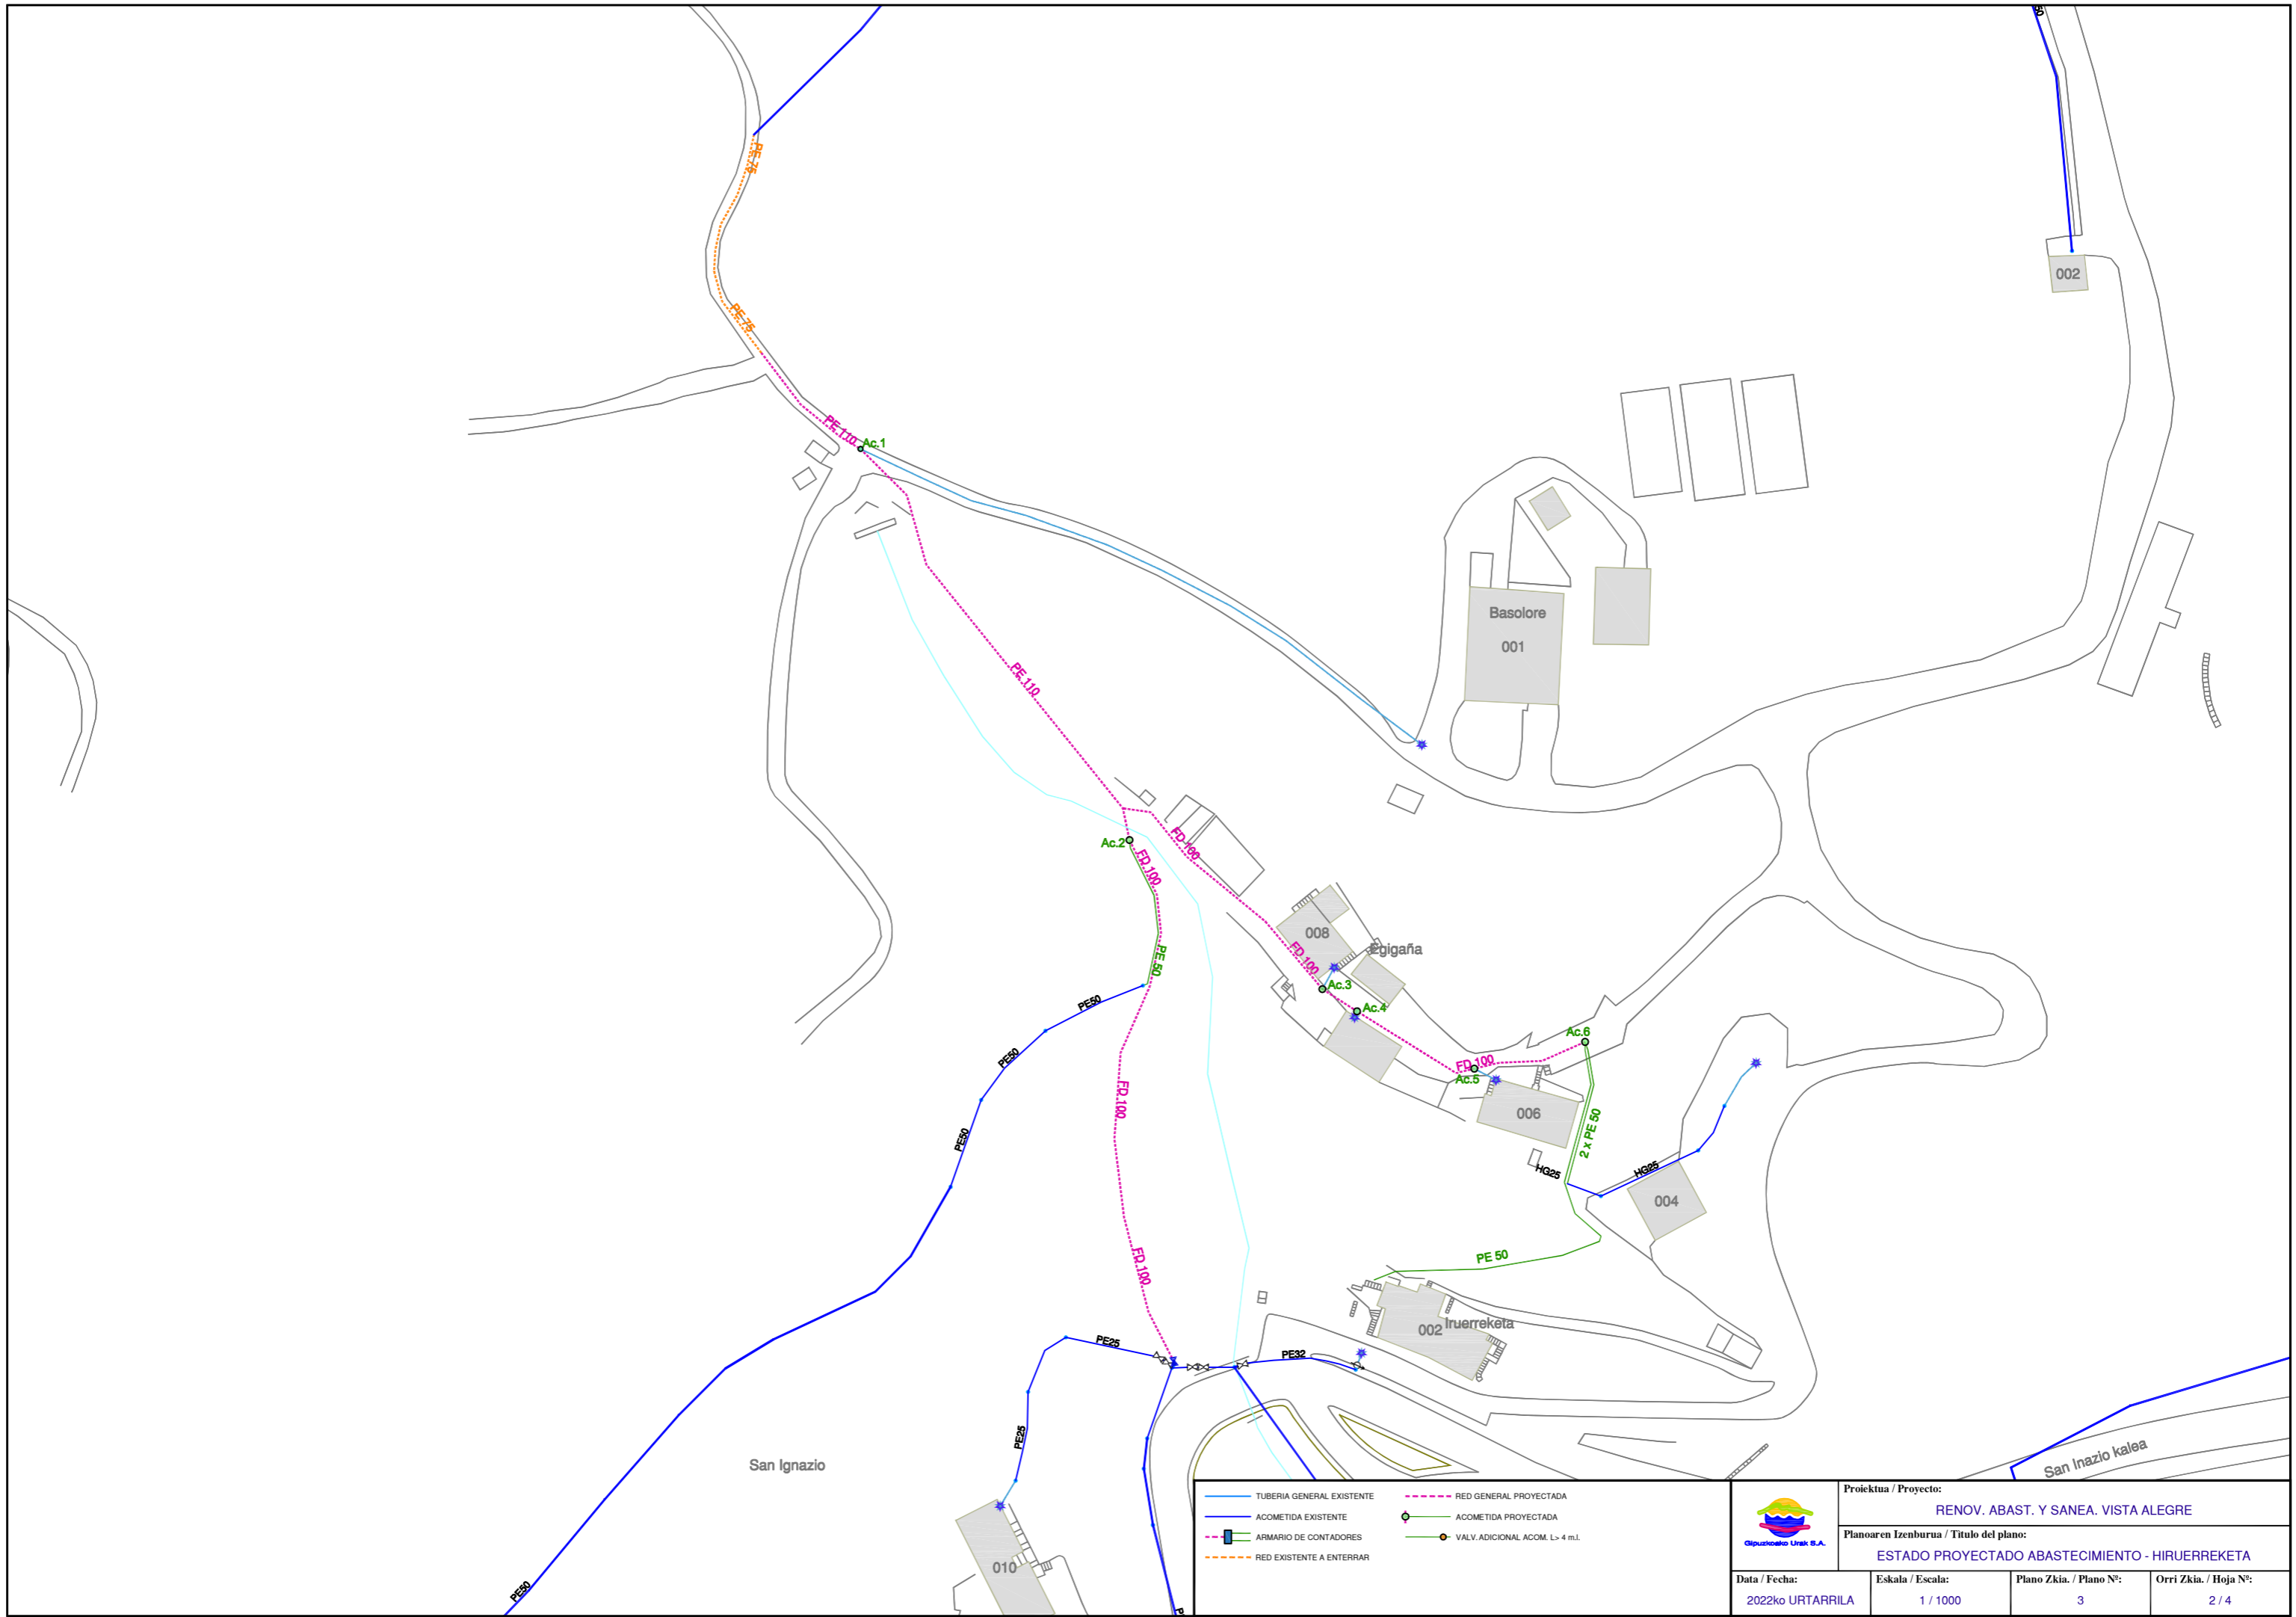 50
PE 75
002
PE 75
PE 110
Ac.1
Basolore
001
PE 110
Ac.2
FD 100
FD 100
008
Egigaña
FD 100
PE 50
Ac.3
PE50
Ac.4
Ac.6
PE50
FD 100
Ac.5
FD 100
006
2 x PE 50
PE50
HG25
HG25
004
PE 50
FD 100
002
Iruerreketa
PE25
PE32
PE25
San Ignazio
San Inazio kalea
010
PE50
TUBERIA GENERAL EXISTENTE
RED GENERAL PROYECTADA
ACOMETIDA EXISTENTE
ACOMETIDA PROYECTADA
ARMARIO DE CONTADORES
VALV. ADICIONAL ACOM. L> 4 m.l.
RED EXISTENTE A ENTERRAR
Gipuzkoako Urak S.A.
Proiektua / Proyecto:
RENOV. ABAST. Y SANEA. VISTA ALEGRE
Planoaren Izenburua / Titulo del plano:
ESTADO PROYECTADO ABASTECIMIENTO - HIRUERREKETA
Data / Fecha:
2022ko URTARRILA
Eskala / Escala:
1 / 1000
Plano Zkia. / Plano Nº:
3
Orri Zkia. / Hoja Nº:
2 / 4